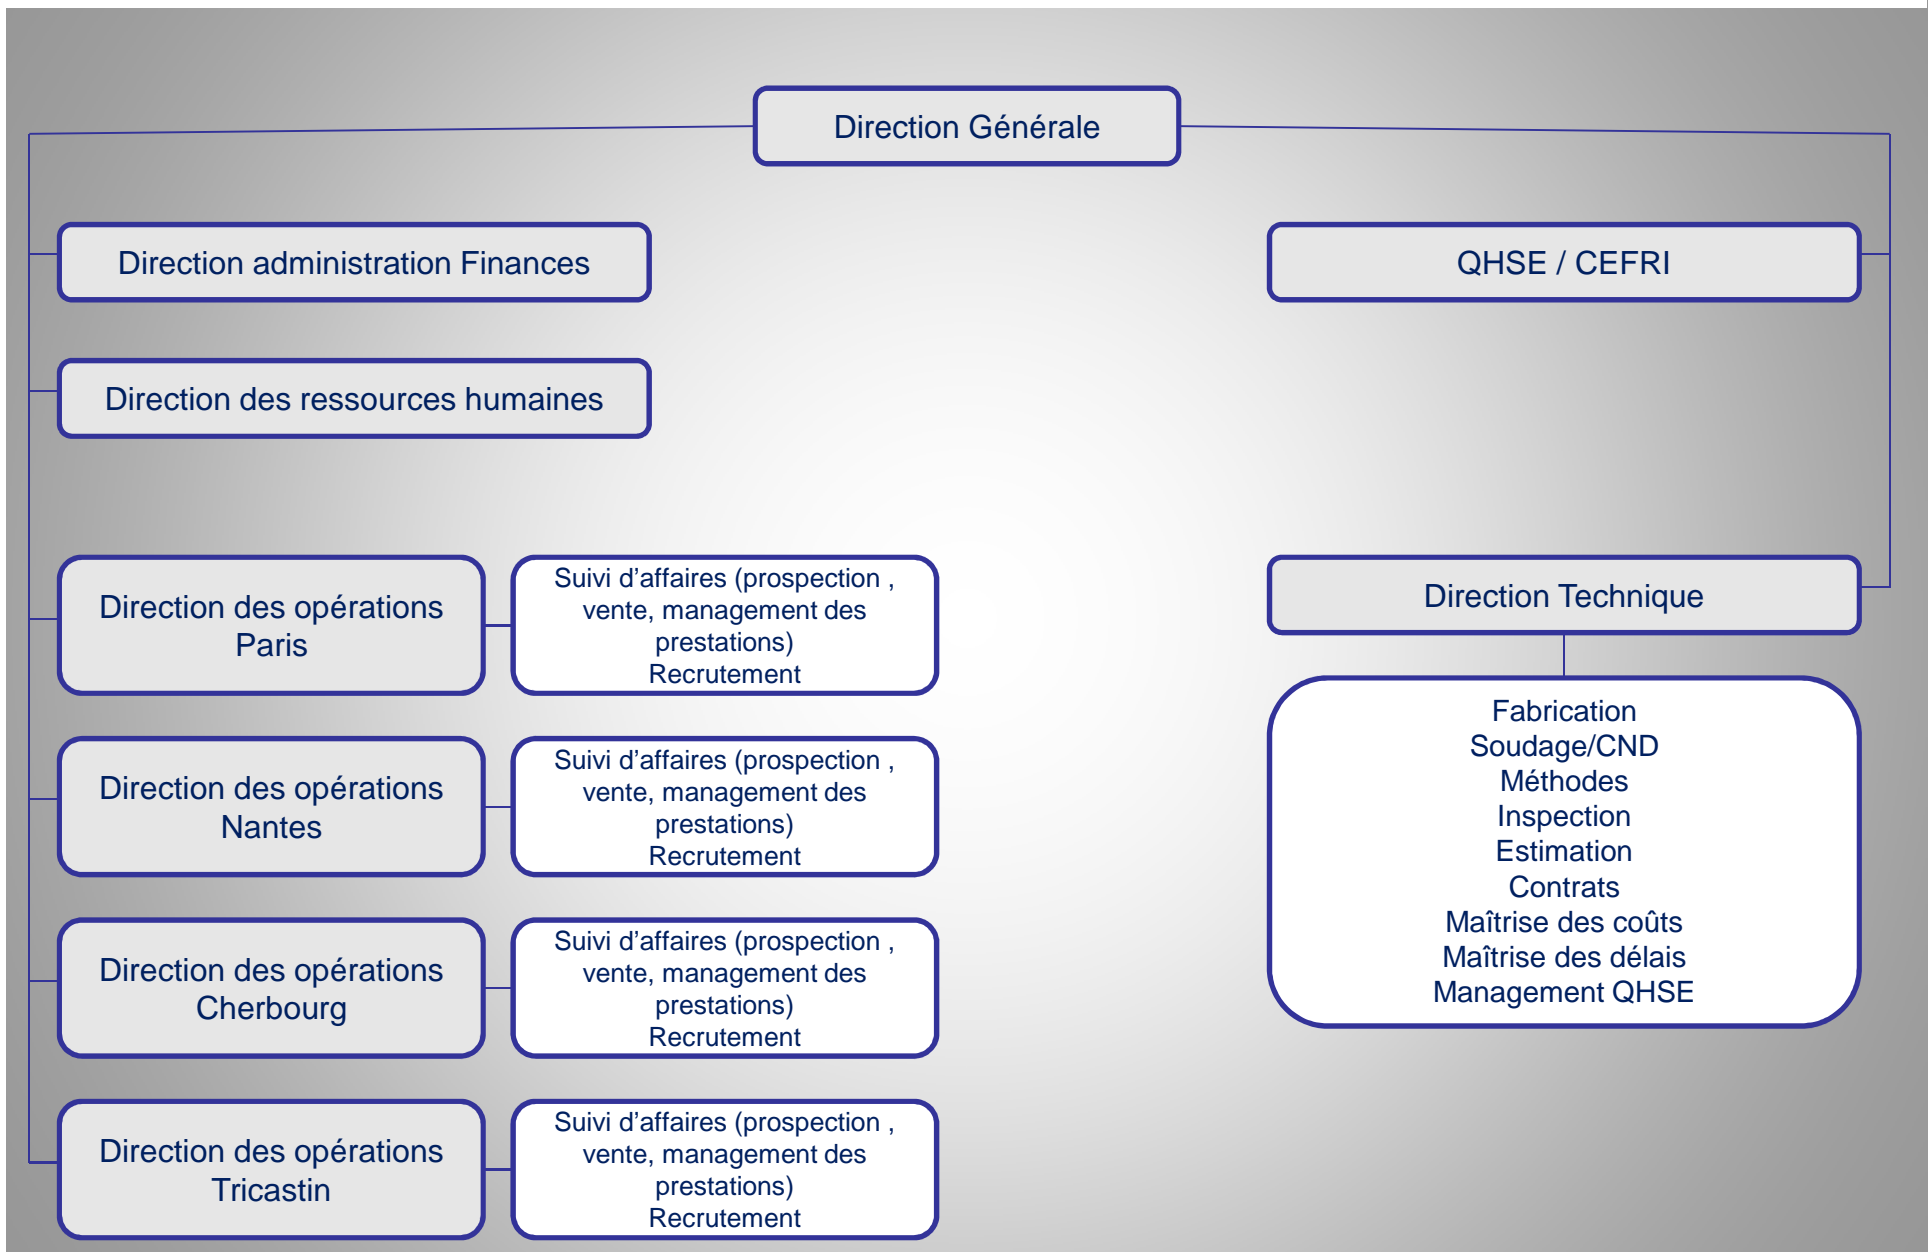 Direction Générale
Direction administration Finances
QHSE / CEFRI
Direction des ressources humaines
Direction des opérations
Paris
Suivi d’affaires (prospection ,
vente, management des
prestations)
Recrutement
Direction Technique
Fabrication
Soudage/CND
Méthodes
Inspection
Estimation
Contrats
Maîtrise des coûts
Maîtrise des délais
Management QHSE
Direction des opérations
Nantes
Suivi d’affaires (prospection ,
vente, management des
prestations)
Recrutement
Direction des opérations
Cherbourg
Suivi d’affaires (prospection ,
vente, management des
prestations)
Recrutement
Direction des opérations
Tricastin
Suivi d’affaires (prospection ,
vente, management des
prestations)
Recrutement